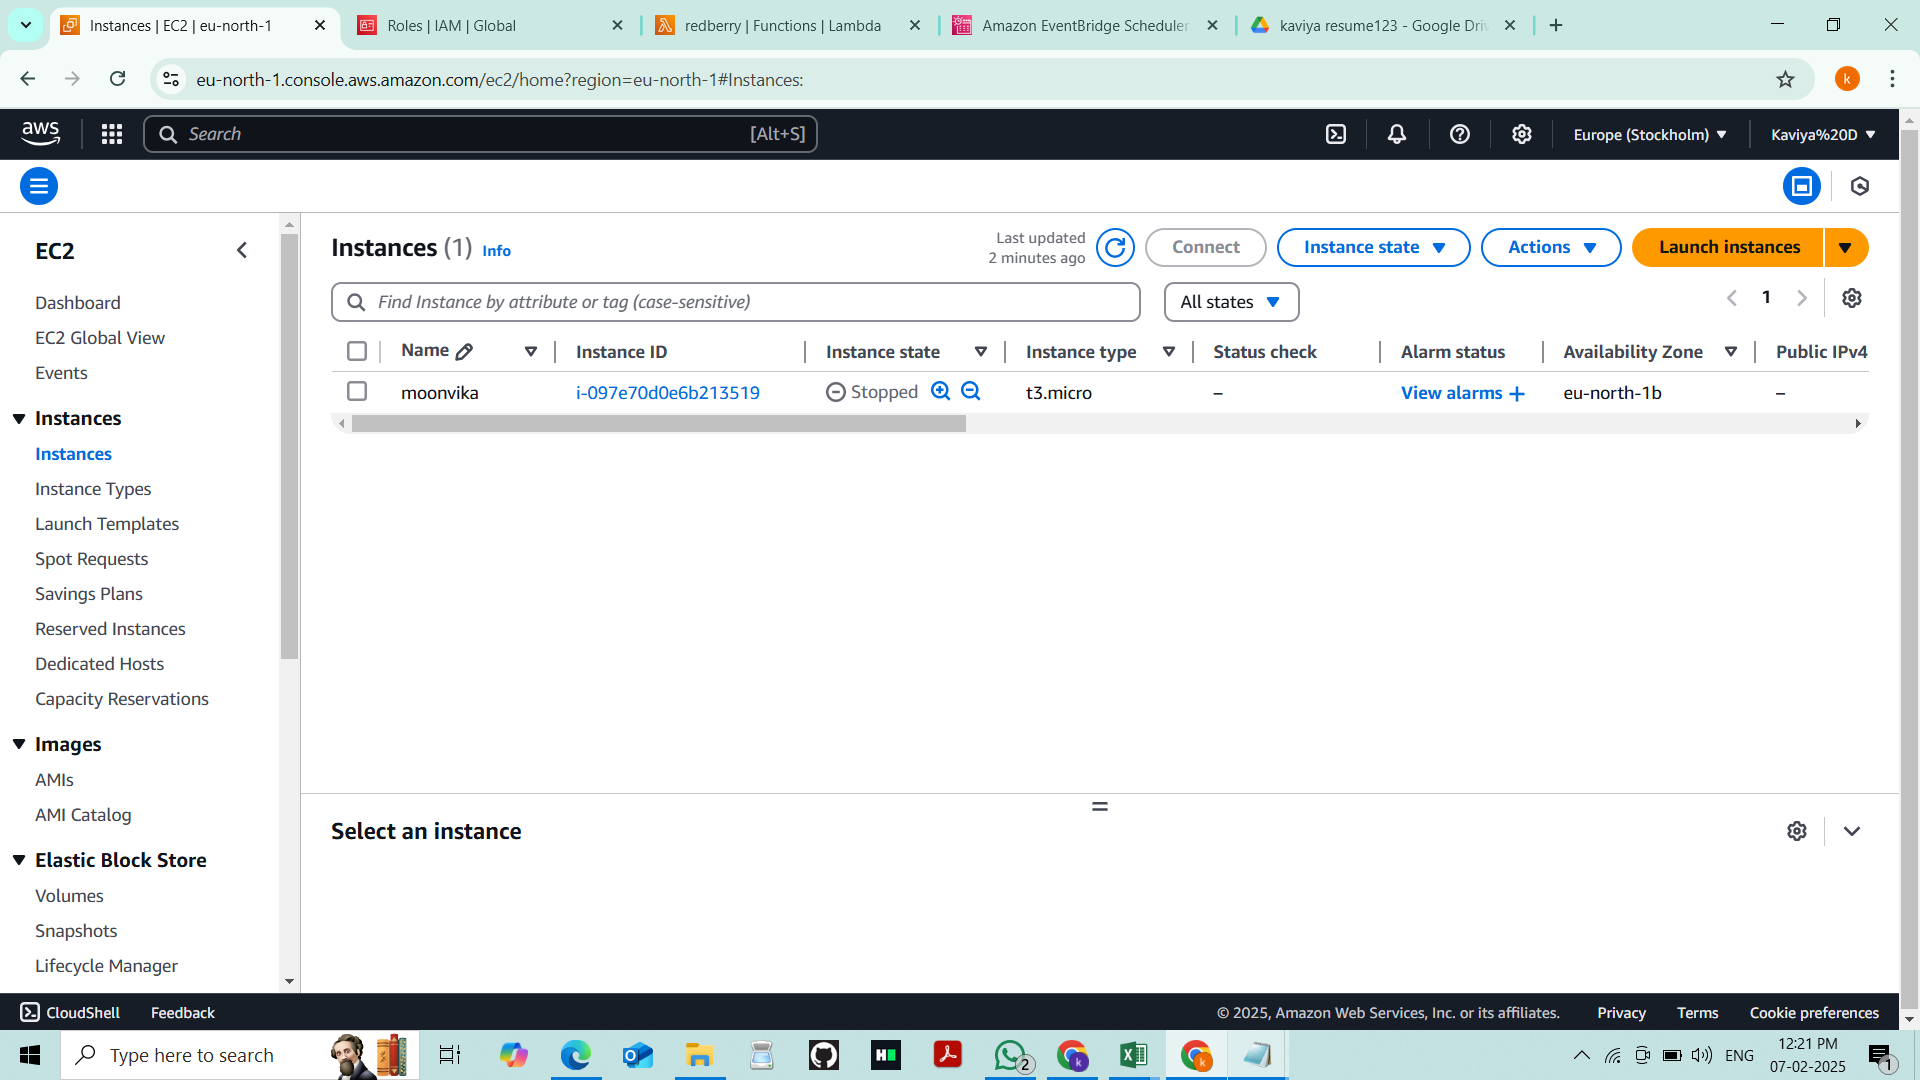 Instances | EC2 | eu-north-1
Roles | IAM | Global
redberry | Functions | Lambda
Amazon EventBridge Scheduler
kaviya resume123 - Google Driv
eu-north-1.console.aws.amazon.com/ec2/home?region=eu-north-1#Instances:
k
aws
Search
[Alt+S]
Europe (Stockholm)
Kaviya%20D
EC2
Dashboard
EC2 Global View
Events
Instances
Instances
Instance Types
Launch Templates
Spot Requests
Savings Plans
Reserved Instances
Dedicated Hosts
Capacity Reservations
Images
AMIs
AMI Catalog
Elastic Block Store
Volumes
Snapshots
Lifecycle Manager
Instances (1) Info
Last updated
2 minutes ago
Connect
Instance state
Actions
Launch instances
Find Instance by attribute or tag (case-sensitive)
All states
1
Name
Instance ID
Instance state
Instance type
Status check
Alarm status
Availability Zone
Public IPv4
moonvika
i-097e70d0e6b213519
Stopped
t3.micro
–
View alarms +
eu-north-1b
–
Select an instance
CloudShell
Feedback
© 2025, Amazon Web Services, Inc. or its affiliates.
Privacy
Terms
Cookie preferences
Type here to search
2
k
k
ENG
12:21 PM
07-02-2025
1